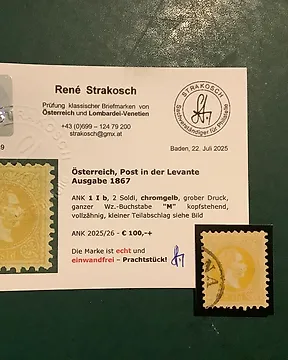 René Strakosch
Prüfung klassischer Briefmarken von
Österreich und Lombardei-Venetien
+43 (0)699 – 124 79 200
strakosch@gmx.at
STRAKOSCH
Sachverständiger für Philatelie
Baden, 22. Juli 2025
Österreich, Post in der Levante
Ausgabe 1867
ANK 1 I b, 2 Soldi, chromgelb, grober Druck,
ganzer Wz.-Buchstabe "M" kopfstehend,
vollzähnig, kleiner Teilabschlag siehe Bild
ANK 2025/26 - € 100,-+
Die Marke ist echt und
einwandfrei – Prachtstück!